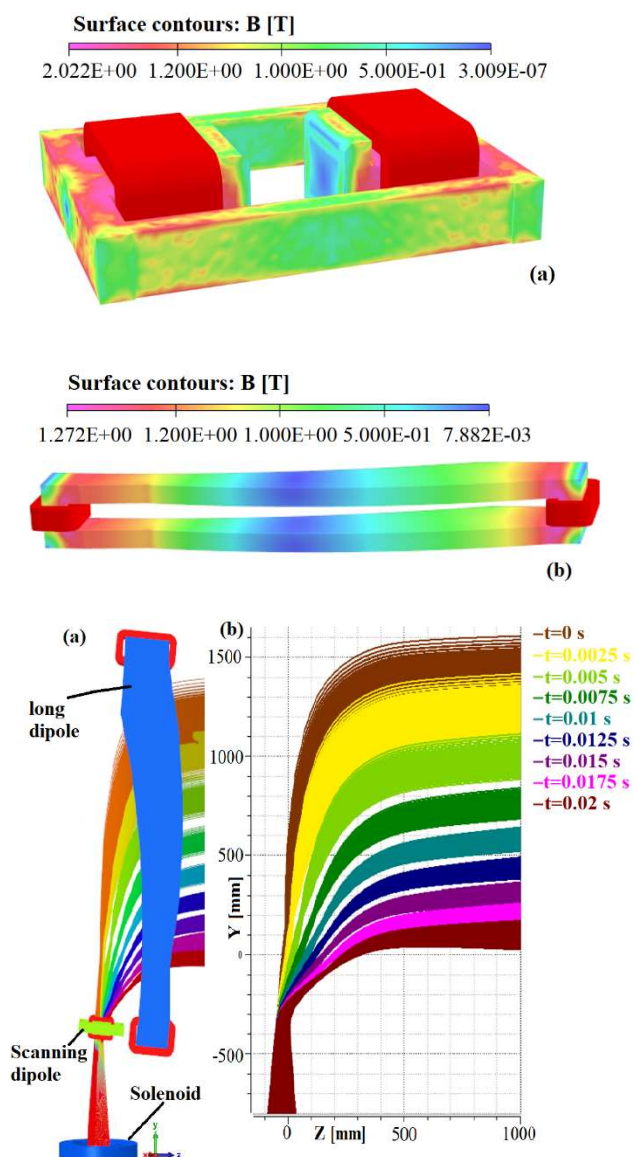 Surface contours: B [T]
2.022E+00 1.200E+00 1.000E+00 5.000E-01 3.009E-07
(a)
Surface contours: B [T]
1.272E+00 1.200E+00 1.000E+00 5.000E-01 7.882E-03
(b)
(a)
long
dipole
Scanning
dipole
Solenoid
y
x z
(b)
–t=0 s
–t=0.0025 s
–t=0.005 s
–t=0.0075 s
–t=0.01 s
–t=0.0125 s
–t=0.015 s
–t=0.0175 s
–t=0.02 s
1500
1000
500
Y [mm]
0
-500
0 Z [mm] 500 1000